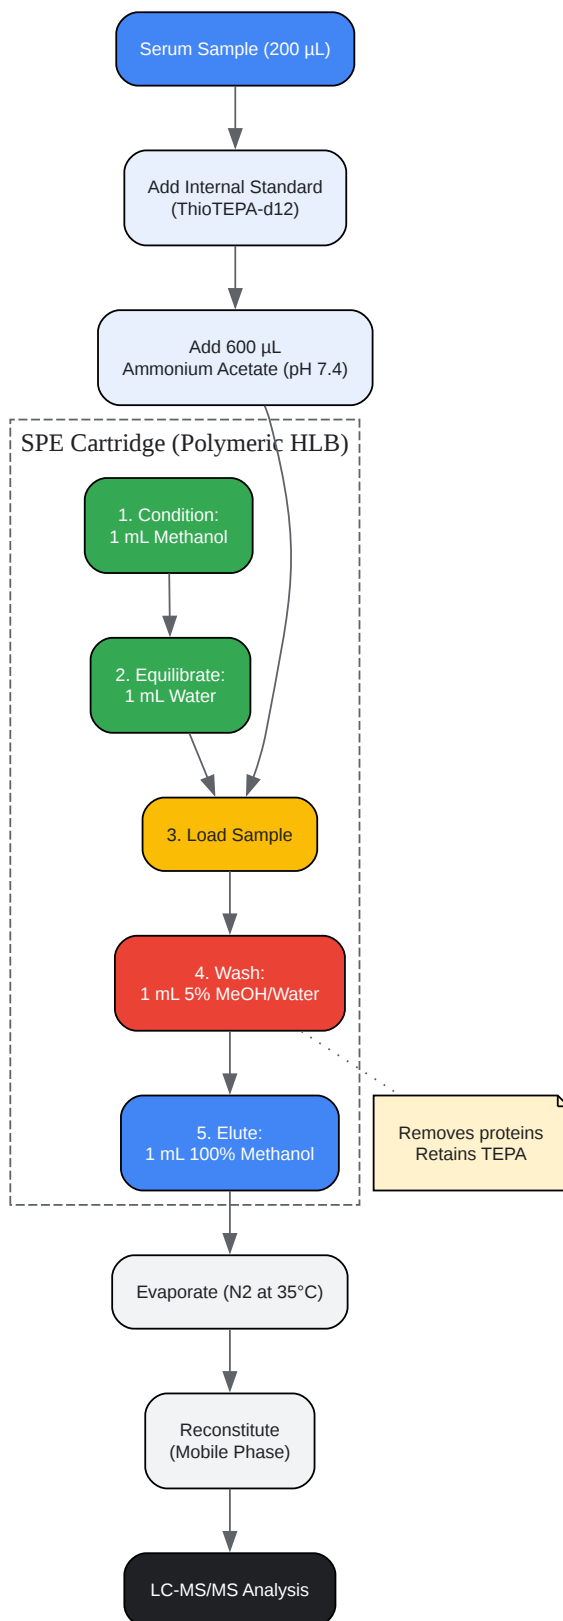 Serum Sample (200 µL)
Add Internal Standard
(ThioTEPA-d12)
Add 600 µL
Ammonium Acetate (pH 7.4)
SPE Cartridge (Polymeric HLB)
1. Condition:
1 mL Methanol
2. Equilibrate:
1 mL Water
3. Load Sample
4. Wash:
1 mL 5% MeOH/Water
5. Elute:
1 mL 100% Methanol
Removes proteins
Retains TEPA
Evaporate (N2 at 35°C)
Reconstitute
(Mobile Phase)
LC-MS/MS Analysis